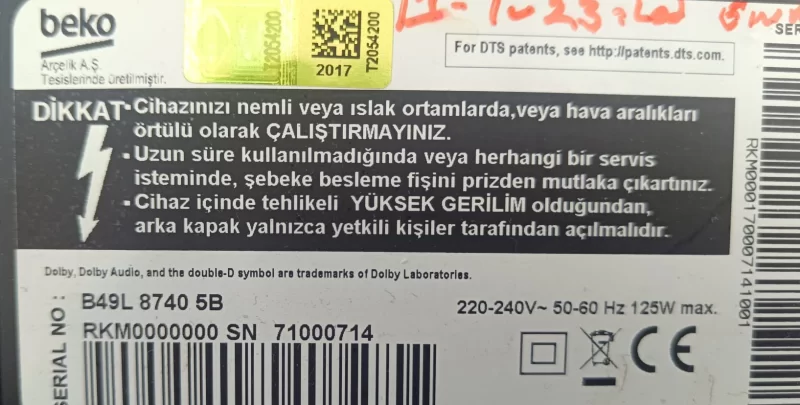 beko
Arçelik A.Ş.
Tesislerinde üretilmiştir.
T2054200
2017
T2054200
For DTS patents, see http://patents.dts.com.
SER
DİKKAT
•Cihazınızı nemli veya ıslak ortamlarda,veya hava aralıkları
örtülü olarak ÇALIŞTIRMAYINIZ.
•Uzun süre kullanılmadığında veya herhangi bir servis
isteminde, şebeke besleme fişini prizden mutlaka çıkartınız.
•Cihaz içinde tehlikeli YÜKSEK GERİLİM olduğundan,
arka kapak yalnızca yetkili kişiler tarafından açılmalıdır.
RKM000170007141001
Dolby, Dolby Audio, and the double-D symbol are trademarks of Dolby Laboratories.
SERIAL NO :
B49L 8740 5B
220-240V~ 50-60 Hz 125W max.
RKM0000000 SN 71000714
CE